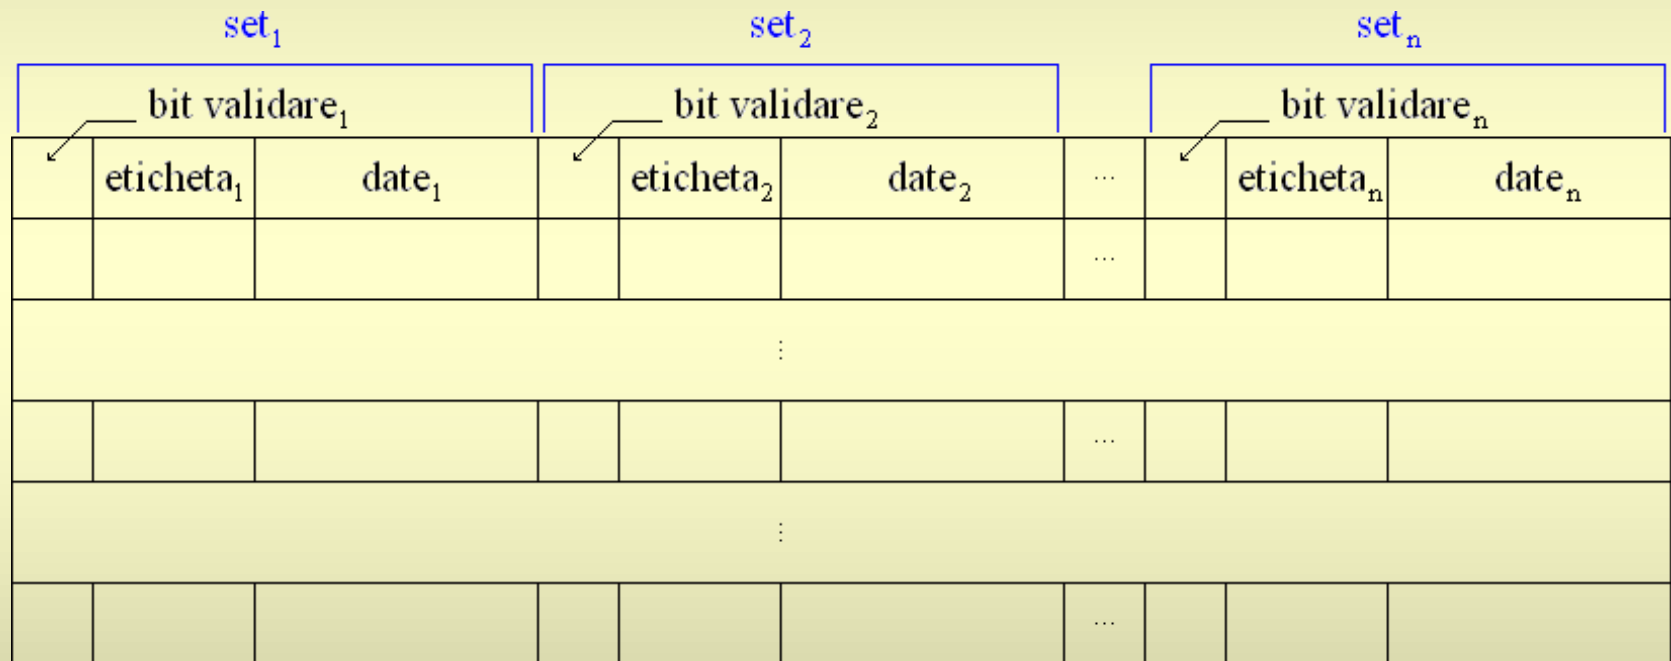 set₁ set₂ setₙ
bit validare₁ bit validare₂ bit validareₙ
eticheta₁ date₁ eticheta₂ date₂ ... etichetaₙ dateₙ
...
⋮
...
⋮
...